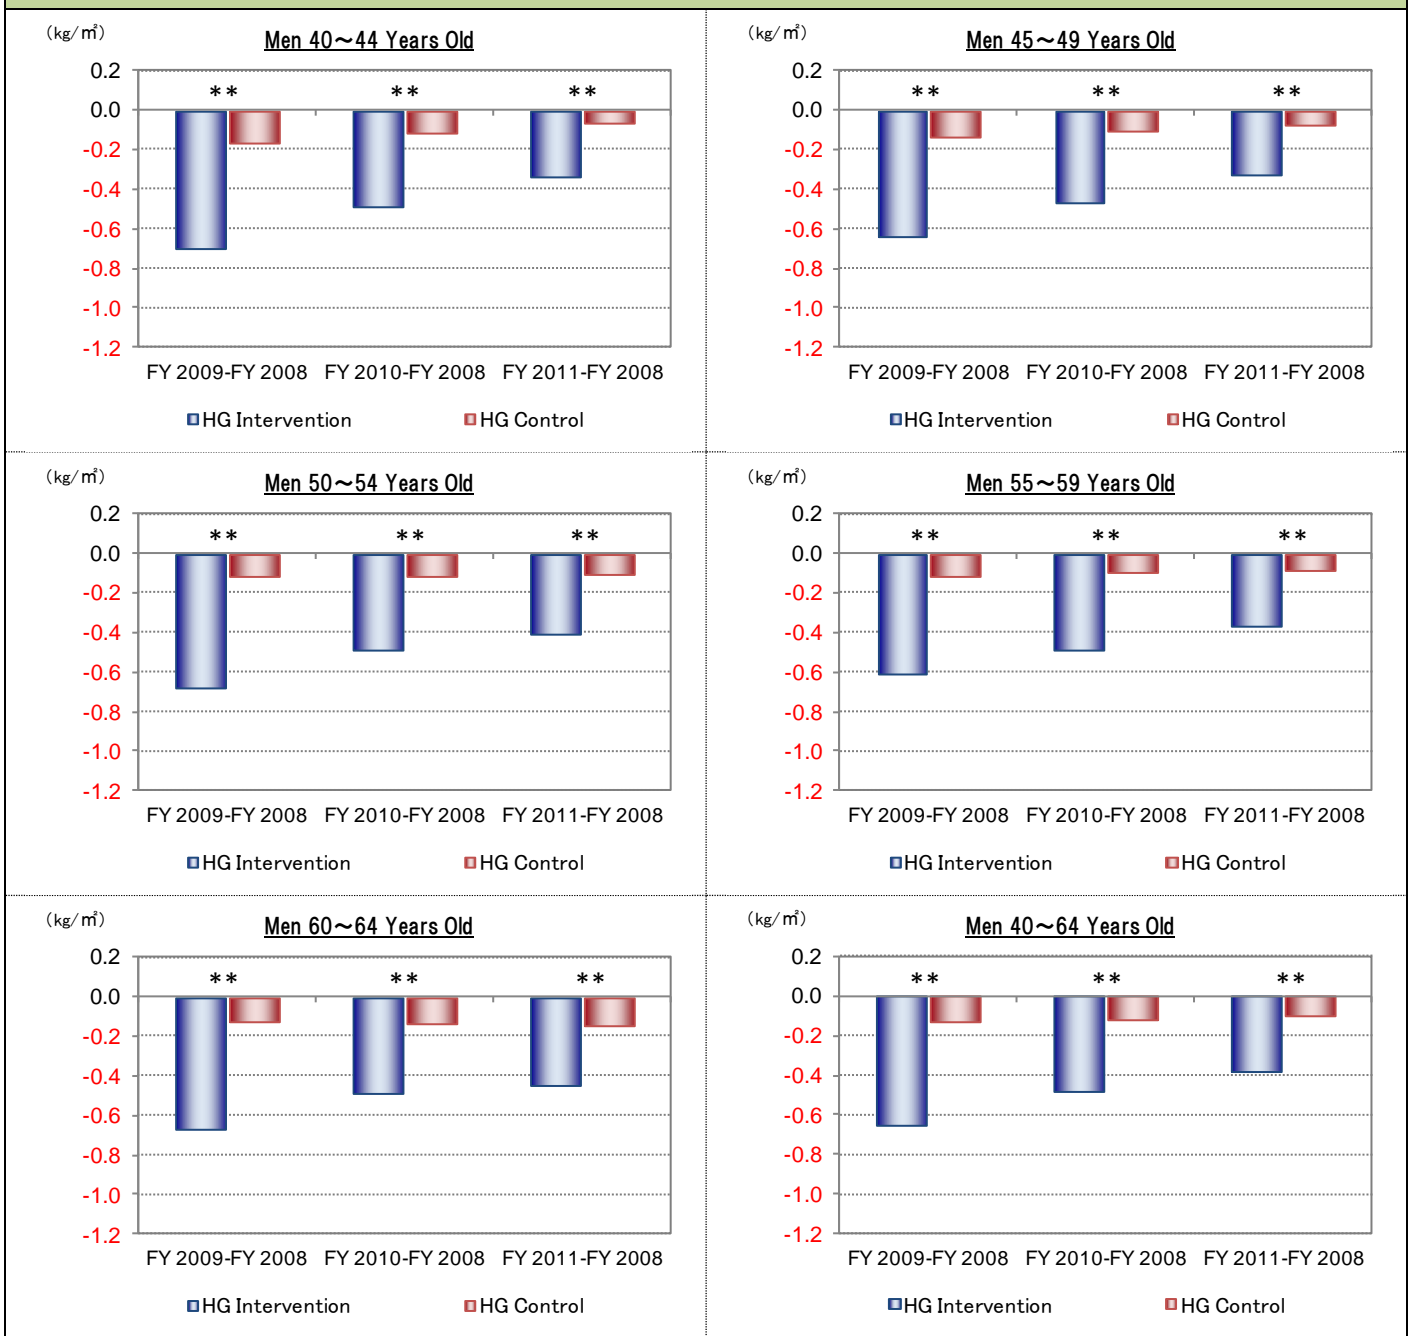 (kg/㎡)
Men 40～44 Years Old
0.2
** ** **
0.0
-0.2
-0.4
-0.6
-0.8
-1.0
-1.2
FY 2009-FY 2008 FY 2010-FY 2008 FY 2011-FY 2008
HG Intervention HG Control
(kg/㎡)
Men 45～49 Years Old
0.2
** ** **
0.0
-0.2
-0.4
-0.6
-0.8
-1.0
-1.2
FY 2009-FY 2008 FY 2010-FY 2008 FY 2011-FY 2008
HG Intervention HG Control
(kg/㎡)
Men 50～54 Years Old
0.2
** ** **
0.0
-0.2
-0.4
-0.6
-0.8
-1.0
-1.2
FY 2009-FY 2008 FY 2010-FY 2008 FY 2011-FY 2008
HG Intervention HG Control
(kg/㎡)
Men 55～59 Years Old
0.2
** ** **
0.0
-0.2
-0.4
-0.6
-0.8
-1.0
-1.2
FY 2009-FY 2008 FY 2010-FY 2008 FY 2011-FY 2008
HG Intervention HG Control
(kg/㎡)
Men 60～64 Years Old
0.2
** ** **
0.0
-0.2
-0.4
-0.6
-0.8
-1.0
-1.2
FY 2009-FY 2008 FY 2010-FY 2008 FY 2011-FY 2008
HG Intervention HG Control
(kg/㎡)
Men 40～64 Years Old
0.2
** ** **
0.0
-0.2
-0.4
-0.6
-0.8
-1.0
-1.2
FY 2009-FY 2008 FY 2010-FY 2008 FY 2011-FY 2008
HG Intervention HG Control